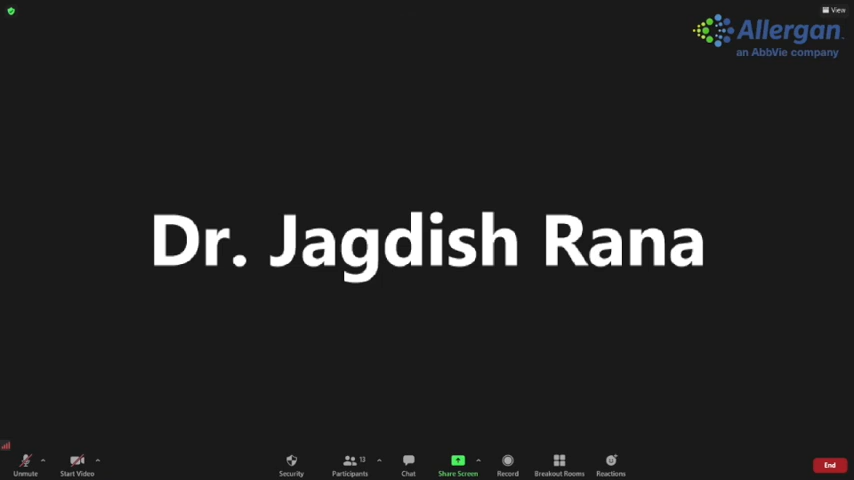 View
Allergan
an AbbVie company
Dr. Jagdish Rana
Unmute
Start Video
Security
Participants
13
Chat
Share Screen
Record
Breakout Rooms
Reactions
End